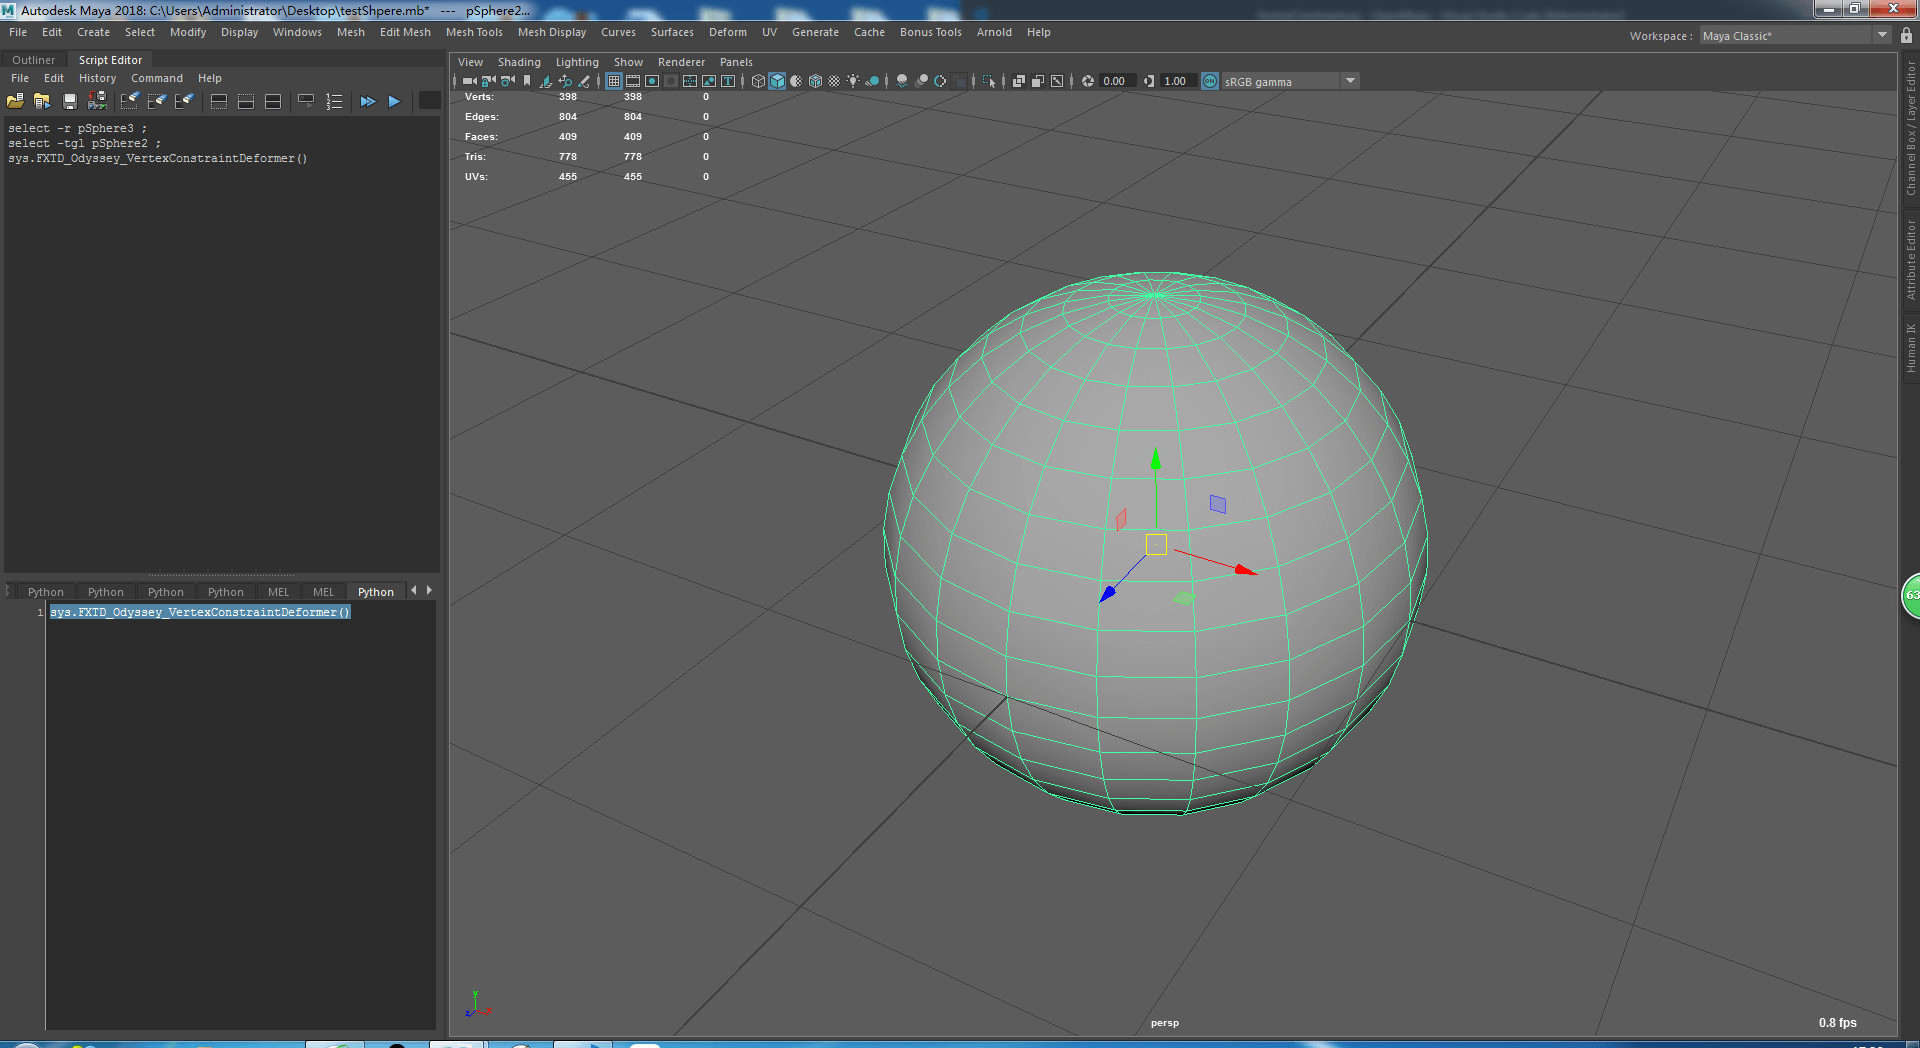 Autodesk Maya 2018: C:\Users\Administrator\Desktop\testShpere.mb* --- pSphere2...
File Edit Create Select Modify Display Windows Mesh Edit Mesh Mesh Tools Mesh Display Curves Surfaces Deform UV Generate Cache Bonus Tools Arnold Help
Workspace : Maya Classic*
Outliner Script Editor
File Edit History Command Help
select -r pSphere3 ;
select -tgl pSphere2 ;
sys.FXTD_Odyssey_VertexConstraintDeformer()
Python Python Python Python MEL MEL Python
1 sys.FXTD_Odyssey_VertexConstraintDeformer()
View Shading Lighting Show Renderer Panels
0.00 1.00 ON sRGB gamma
Verts: 398 398 0
Edges: 804 804 0
Faces: 409 409 0
Tris: 778 778 0
UVs: 455 455 0
y
z x
persp
0.8 fps
Channel Box / Layer Editor
Attribute Editor
Human IK
63